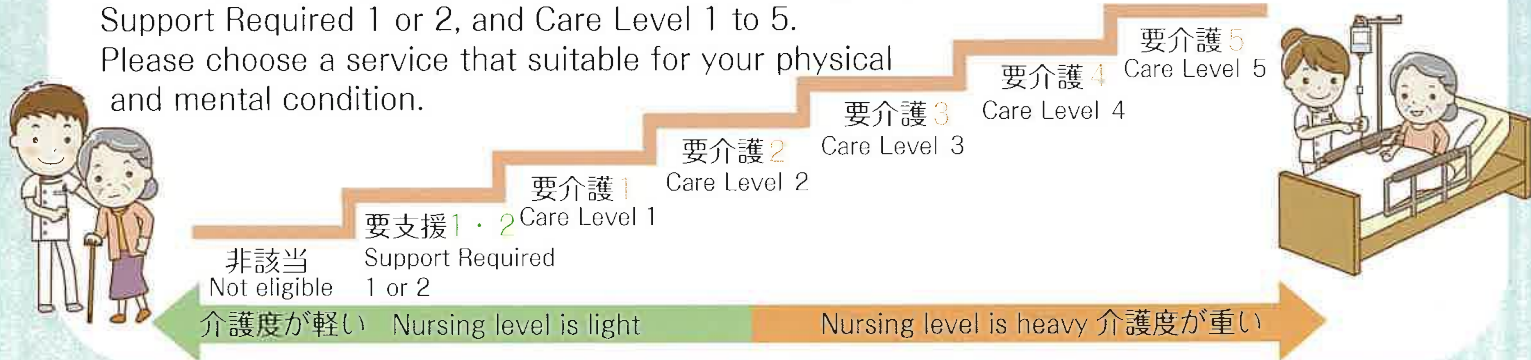 Support Required 1 or 2, and Care Level 1 to 5.
Please choose a service that suitable for your physical
and mental condition.
非該当
Not eligible
要支援1・2
Support Required
1 or 2
要介護1
Care Level 1
要介護2
Care Level 2
要介護3
Care Level 3
要介護4
Care Level 4
要介護5
Care Level 5
介護度が軽い Nursing level is light
Nursing level is heavy 介護度が重い